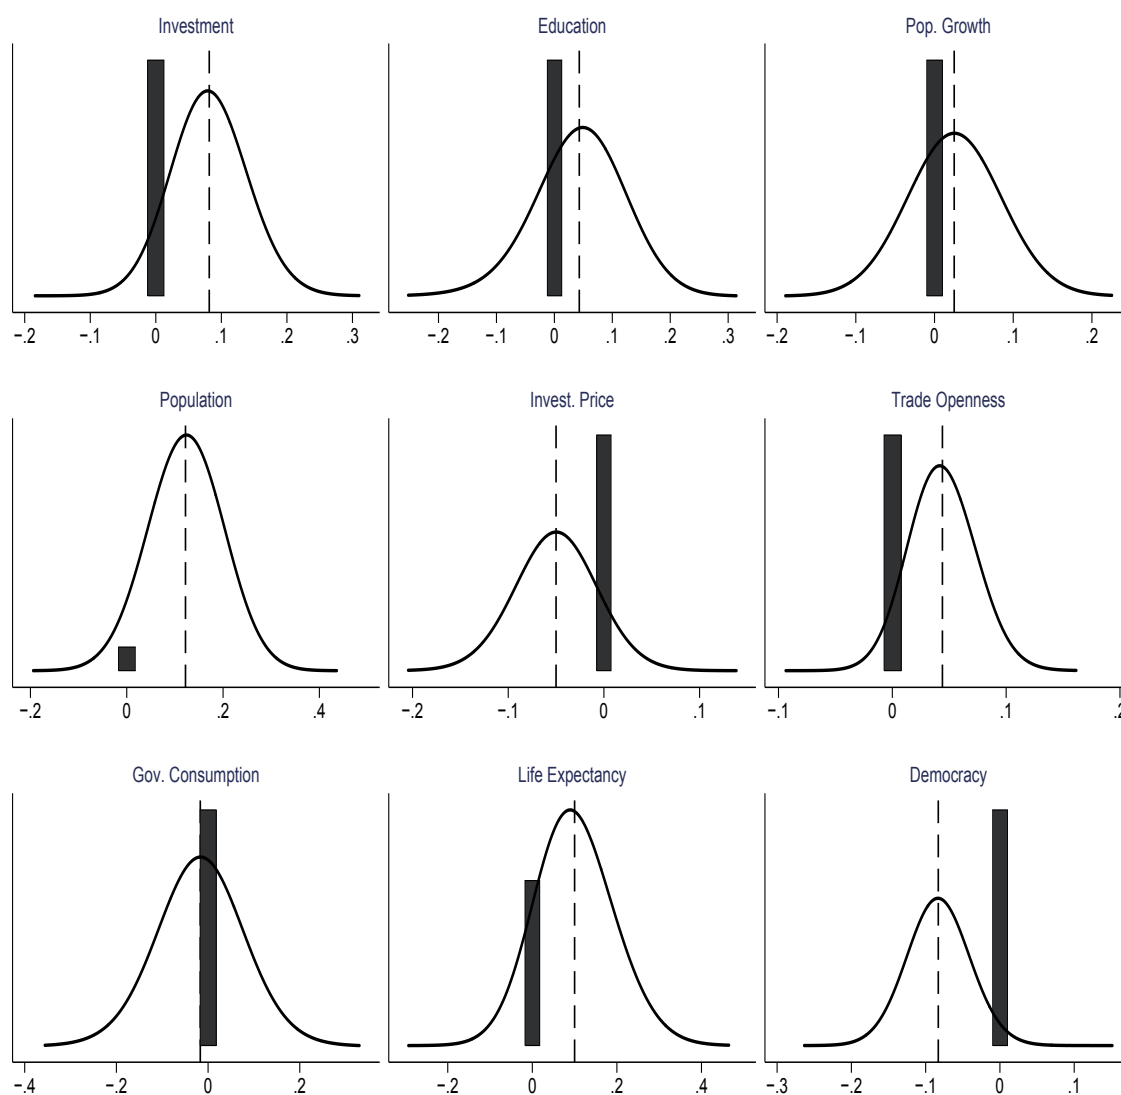 Investment Education Pop. Growth
−.2 −.1 0 .1 .2 .3 −.2 −.1 0 .1 .2 .3 −.2 −.1 0 .1 .2
Population Invest. Price Trade Openness
−.2 0 .2 .4 −.2 −.1 0 .1 −.1 0 .1 .2
Gov. Consumption Life Expectancy Democracy
−.4 −.2 0 .2 −.2 0 .2 .4 −.3 −.2 −.1 0 .1